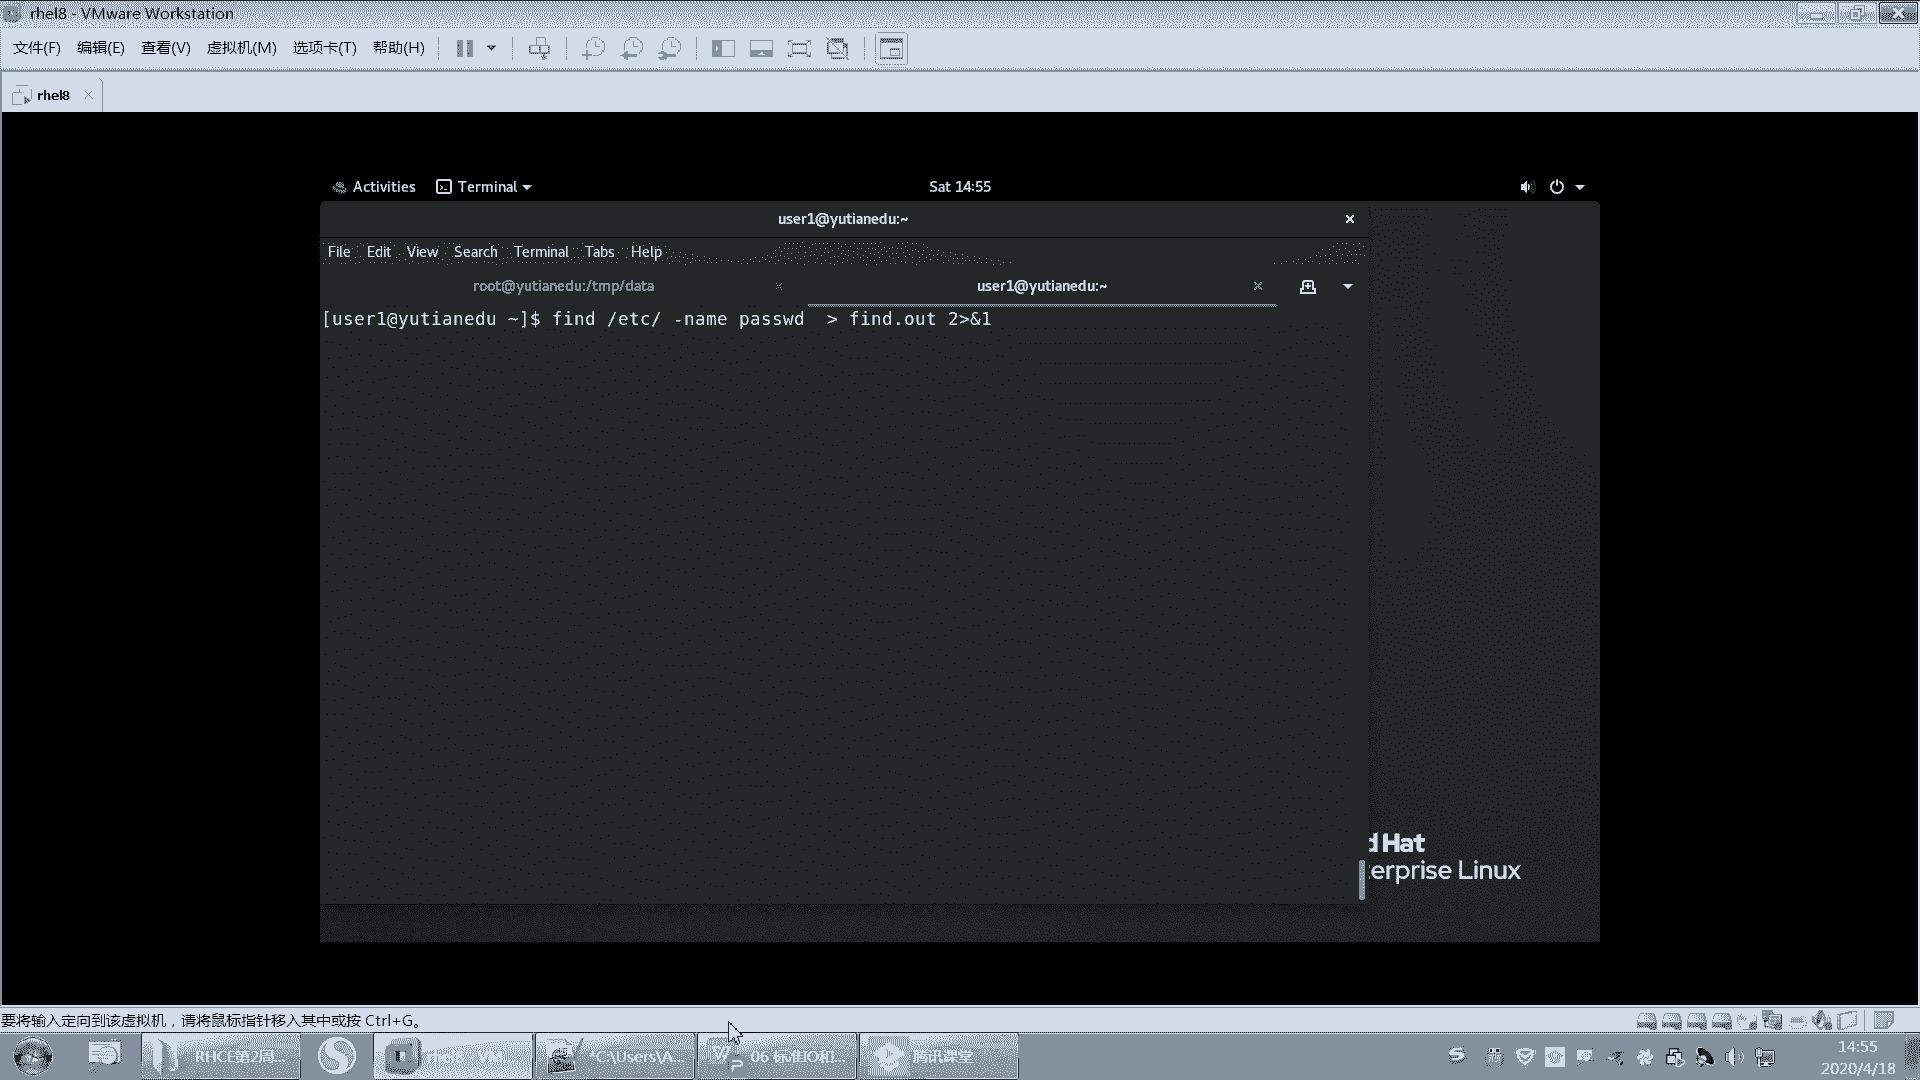 rhel8 - VMware Workstation
文件(F) 编辑(E) 查看(V) 虚拟机(M) 选项卡(T) 帮助(H)
rhel8
Activities Terminal Sat 14:55
user1@yutianedu:~
File Edit View Search Terminal Tabs Help
root@yutianedu:/tmp/data user1@yutianedu:~
[user1@yutianedu ~]$ find /etc/ -name passwd  > find.out 2>&1
d Hat
erprise Linux
要将输入定向到该虚拟机，请将鼠标指针移入其中或按 Ctrl+G。
RHCE第2周... rhel8 - VM... *C:\Users\A... 06 标准IO和... 腾讯课堂
14:55
2020/4/18